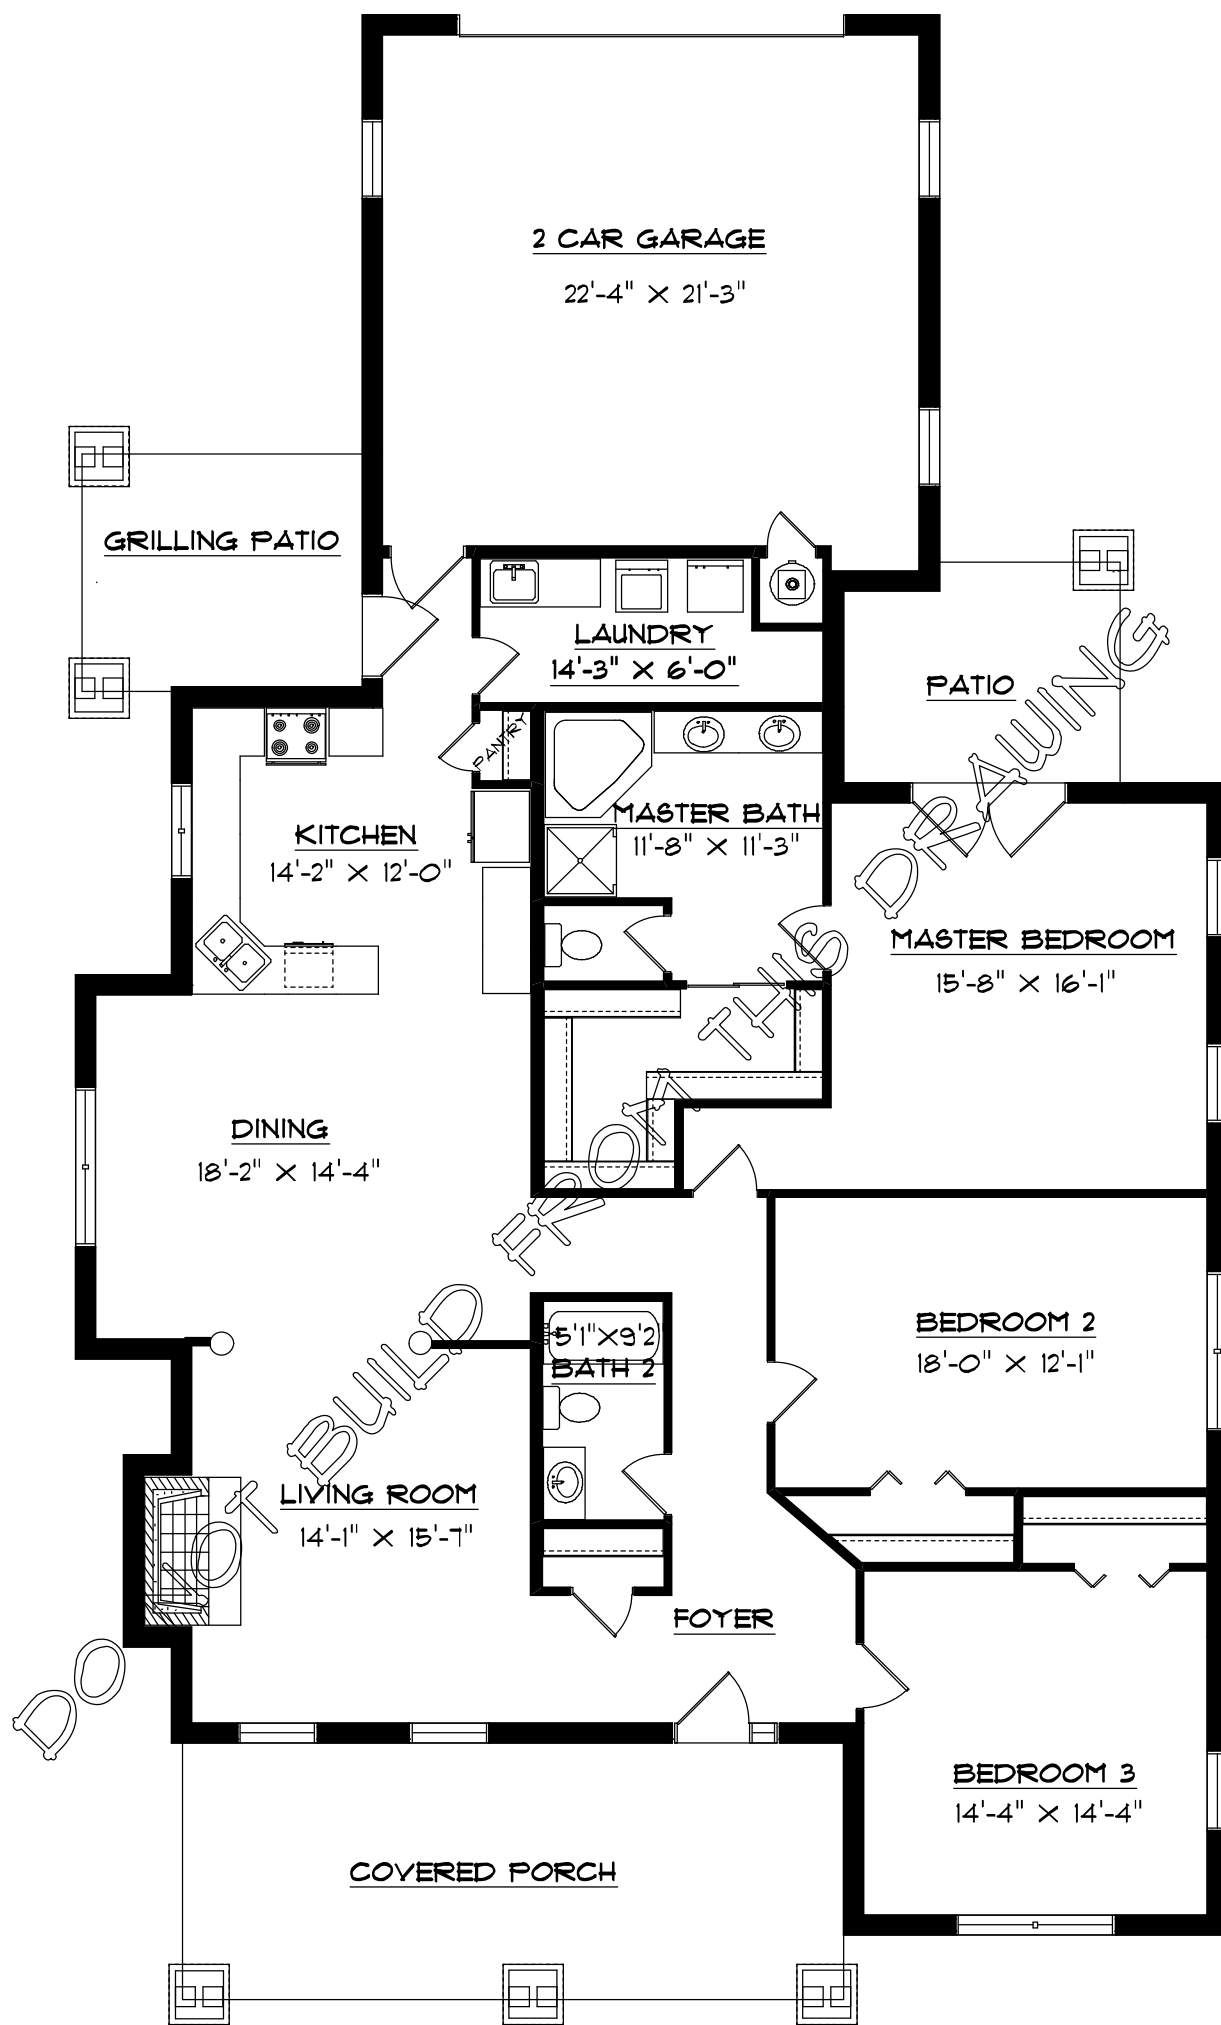 2 CAR GARAGE
22'-4" X 21'-3"
GRILLING PATIO
LAUNDRY
14'-3" X 6'-0"
PATIO
PANTRY
MASTER BATH
11'-8" X 11'-3"
KITCHEN
14'-2" X 12'-0"
MASTER BEDROOM
15'-8" X 16'-1"
DINING
18'-2" X 14'-4"
BEDROOM 2
18'-0" X 12'-1"
5'1"X9'2"
BATH 2
LIVING ROOM
14'-1" X 15'-7"
FOYER
BEDROOM 3
14'-4" X 14'-4"
COVERED PORCH
DO NOT BUILD FROM THIS DRAWING